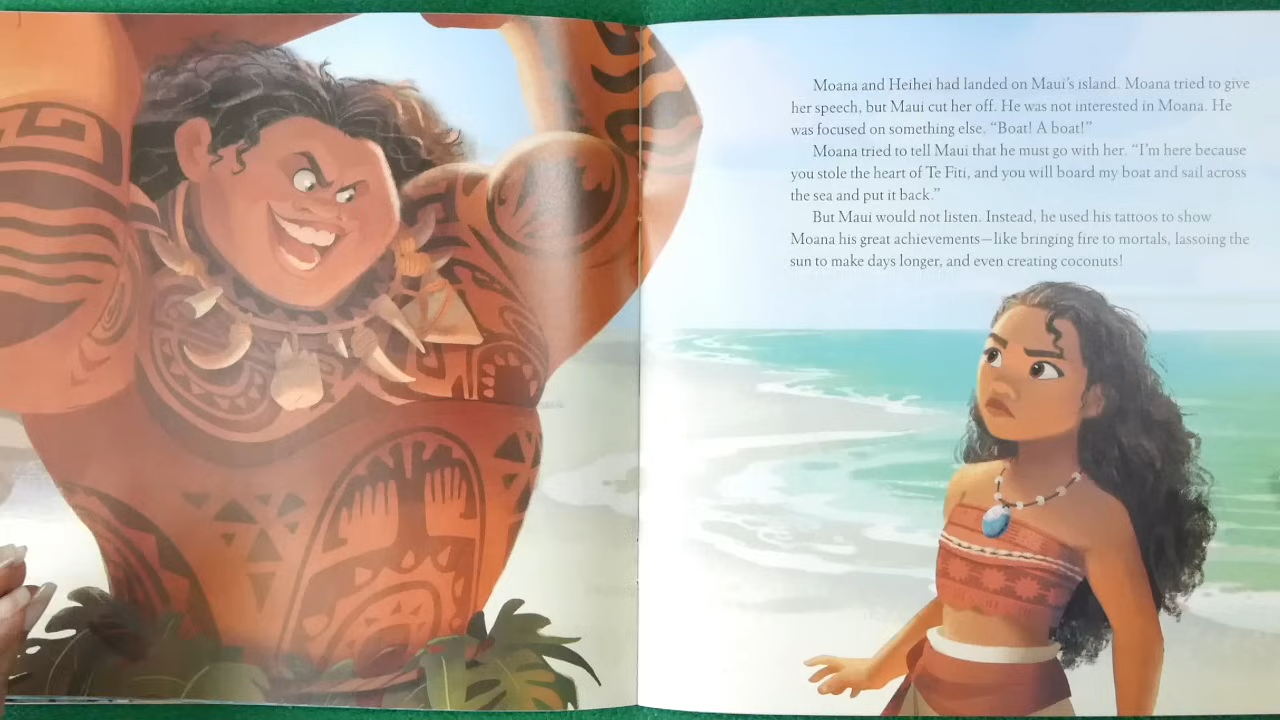 Moana and Heihei had landed on Maui's island. Moana tried to give
her speech, but Maui cut her off. He was not interested in Moana. He
was focused on something else. "Boat! A boat!"
Moana tried to tell Maui that he must go with her. "I'm here because
you stole the heart of Te Fiti, and you will board my boat and sail across
the sea and put it back."
But Maui would not listen. Instead, he used his tattoos to show
Moana his great achievements—like bringing fire to mortals, lassoing the
sun to make days longer, and even creating coconuts!